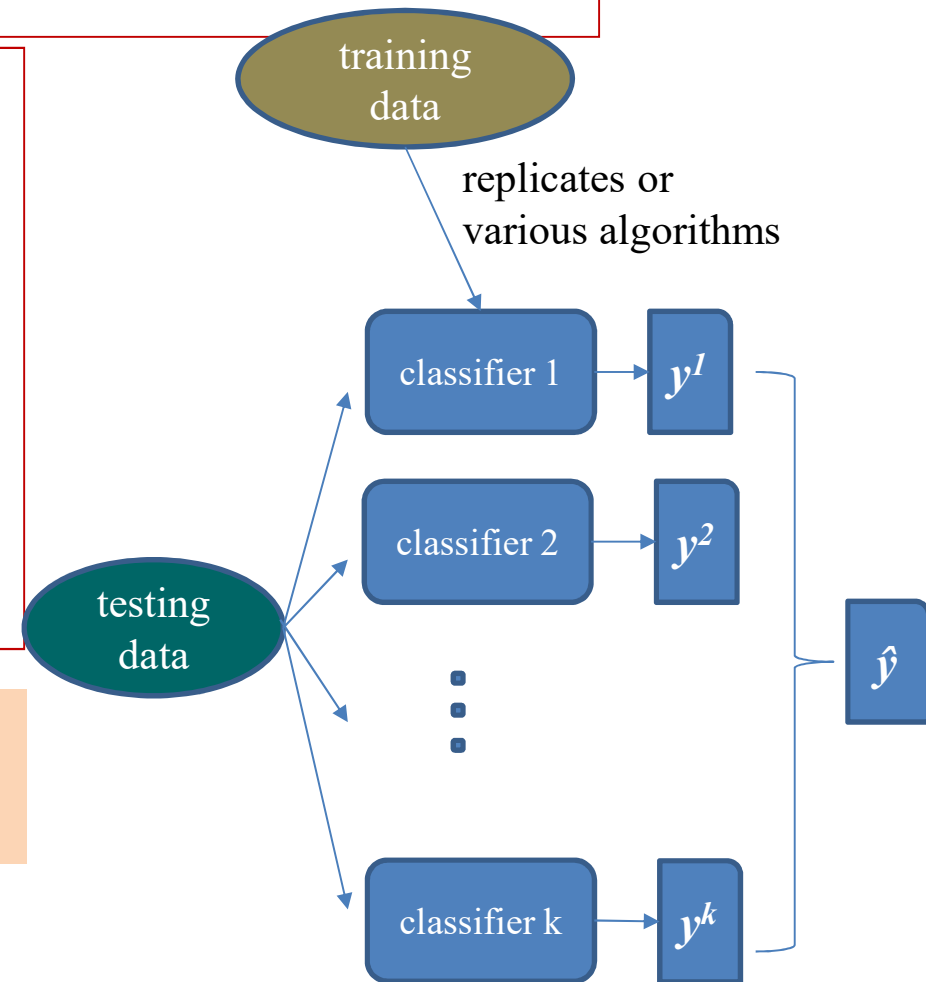 training
data
replicates or
various algorithms
classifier 1
y¹
classifier 2
y²
testing
data
ŷ
classifier k
yᵏ